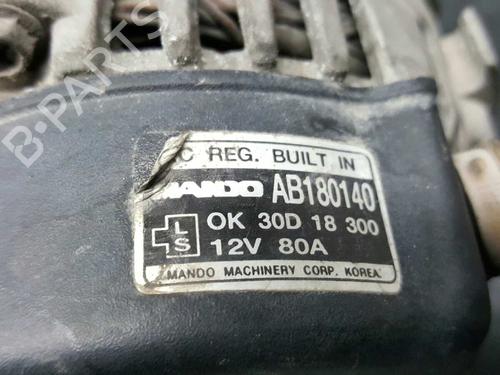 C REG. BUILT IN
MANDO AB180140
OK 30D 18 300
L
S
12V 80A
MANDO MACHINERY CORP. KOREA
B-PARTS